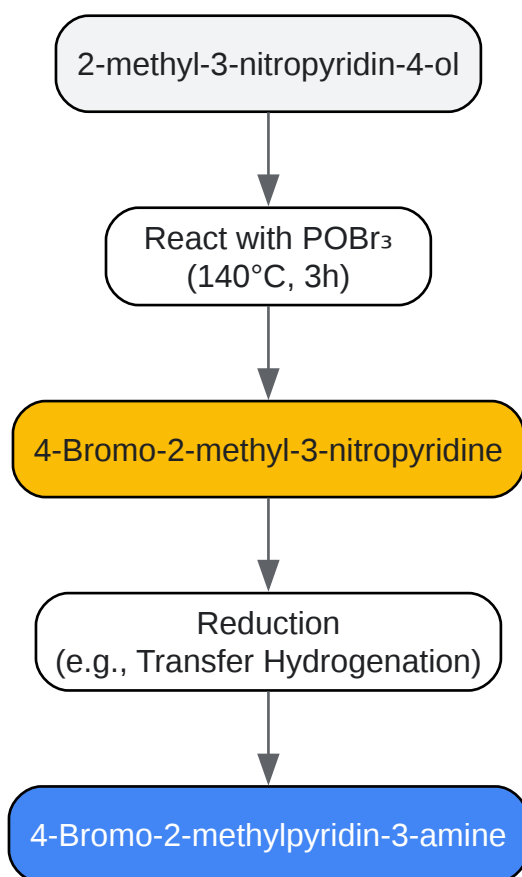 2-methyl-3-nitropyridin-4-ol
React with POBr₃
(140°C, 3h)
4-Bromo-2-methyl-3-nitropyridine
Reduction
(e.g., Transfer Hydrogenation)
4-Bromo-2-methylpyridin-3-amine